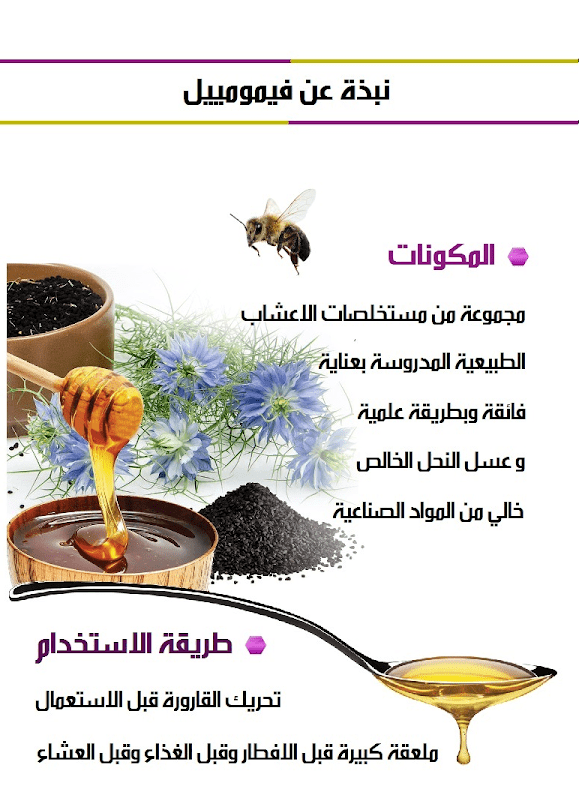 نبذة عن فيمومييل
المكونات
مجموعة من مستخلصات الاعشاب
الطبيعية المدروسة بعناية
فائقة وبطريقة علمية
و عسل النحل الخالص
خالي من المواد الصناعية
طريقة الاستخدام
تحريك القارورة قبل الاستعمال
ملعقة كبيرة قبل الافطار وقبل الغذاء وقبل العشاء